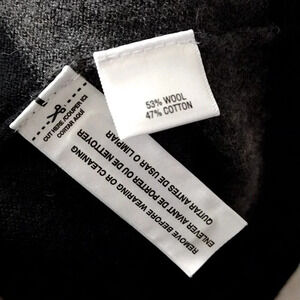 53% WOOL
47% COTTON
CUT HERE /COUPER ICI
CORTAR AQUI
REMOVE BEFORE WEARING OR CLEANING
ENLEVER AVANT DE PORTER OU DE NETTOYER
QUITAR ANTES DE USAR O LIMPIAR